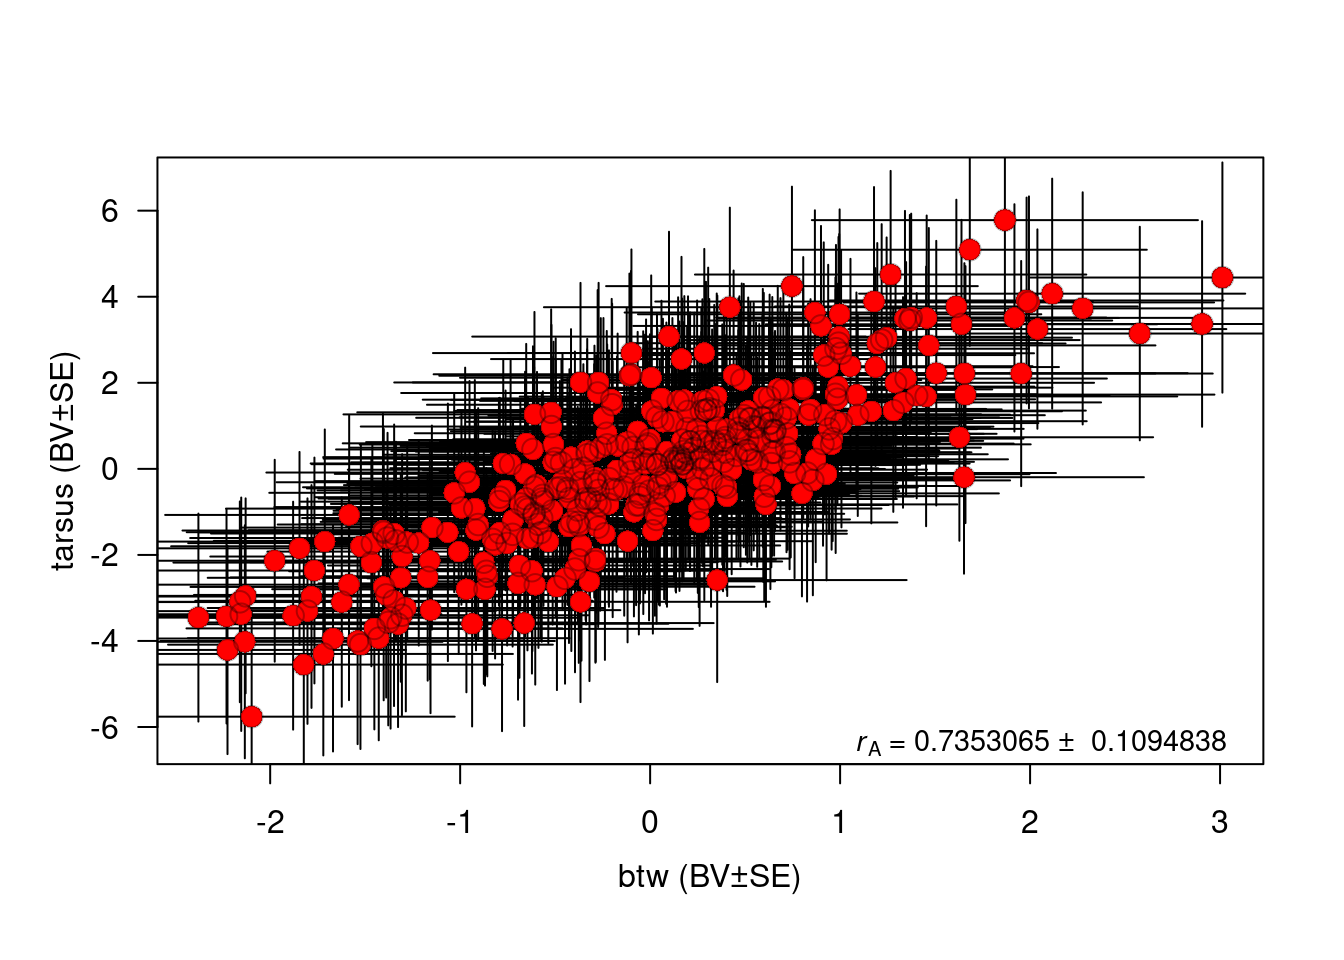 tarsus (BV±SE)
6
4
2
0
-2
-4
-6
rA = 0.7353065 ± 0.1094838
-2 -1 0 1 2 3
btw (BV±SE)